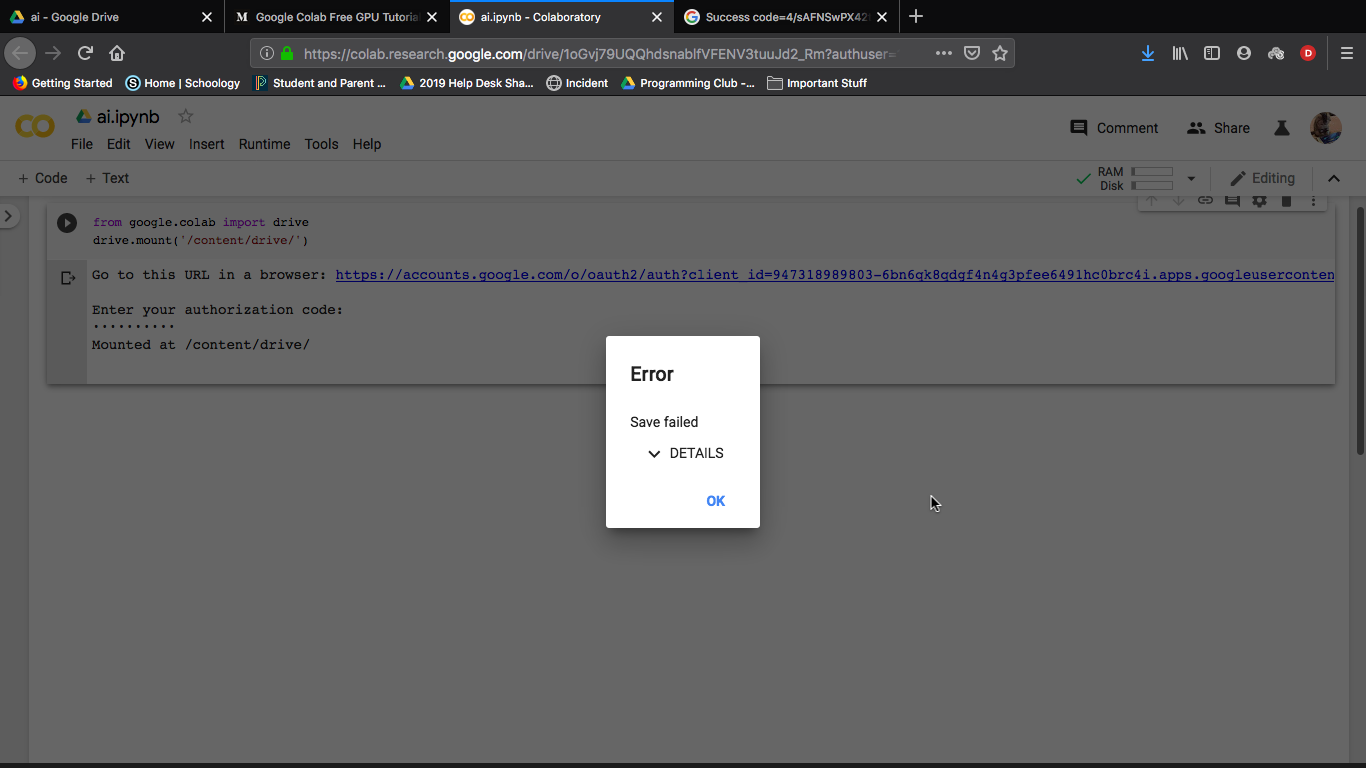 ai - Google Drive
Google Colab Free GPU Tutorial
ai.ipynb - Colaboratory
Success code=4/sAFNSwPX42
https://colab.research.google.com/drive/1oGvj79UQQhdsnablfVFENV3tuuJd2_Rm?authuser=
Getting Started
Home | Schoology
Student and Parent ...
2019 Help Desk Sha...
Incident
Programming Club -...
Important Stuff
ai.ipynb
Comment
Share
File Edit View Insert Runtime Tools Help
+ Code + Text
RAM
Disk
Editing
from google.colab import drive
drive.mount('/content/drive/')
Go to this URL in a browser: https://accounts.google.com/o/oauth2/auth?client_id=947318989803-6bn6qk8qdgf4n4g3pfee6491hc0brc4i.apps.googleuserconten
Enter your authorization code:
··········
Mounted at /content/drive/
Error
Save failed
DETAILS
OK